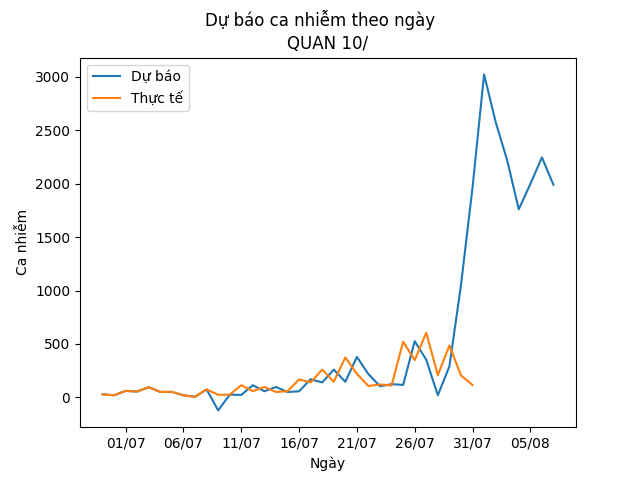 Dự báo ca nhiễm theo ngày
QUAN 10/
Dự báo
Thực tế
3000
2500
2000
1500
1000
500
0
Ca nhiễm
01/07 06/07 11/07 16/07 21/07 26/07 31/07 05/08
Ngày